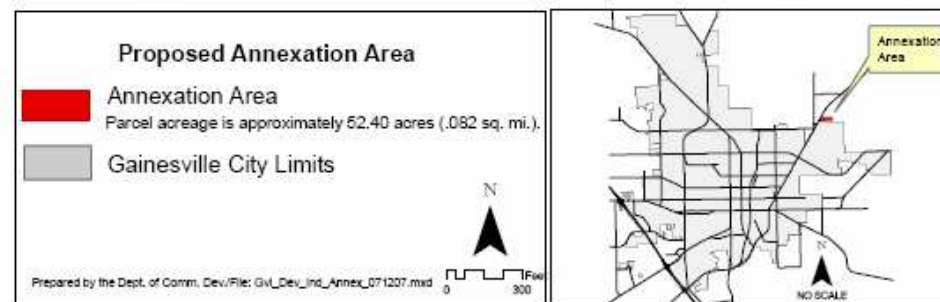 Proposed Annexation Area
Annexation Area
Parcel acreage is approximately 52.40 acres (.082 sq. mi.).
Gainesville City Limits
N
Prepared by the Dept. of Comm. Dev./File: Gvl_Dev_Ind_Annex_071207.mxd
Feet
0 300
Annexation
Area
N
NO SCALE